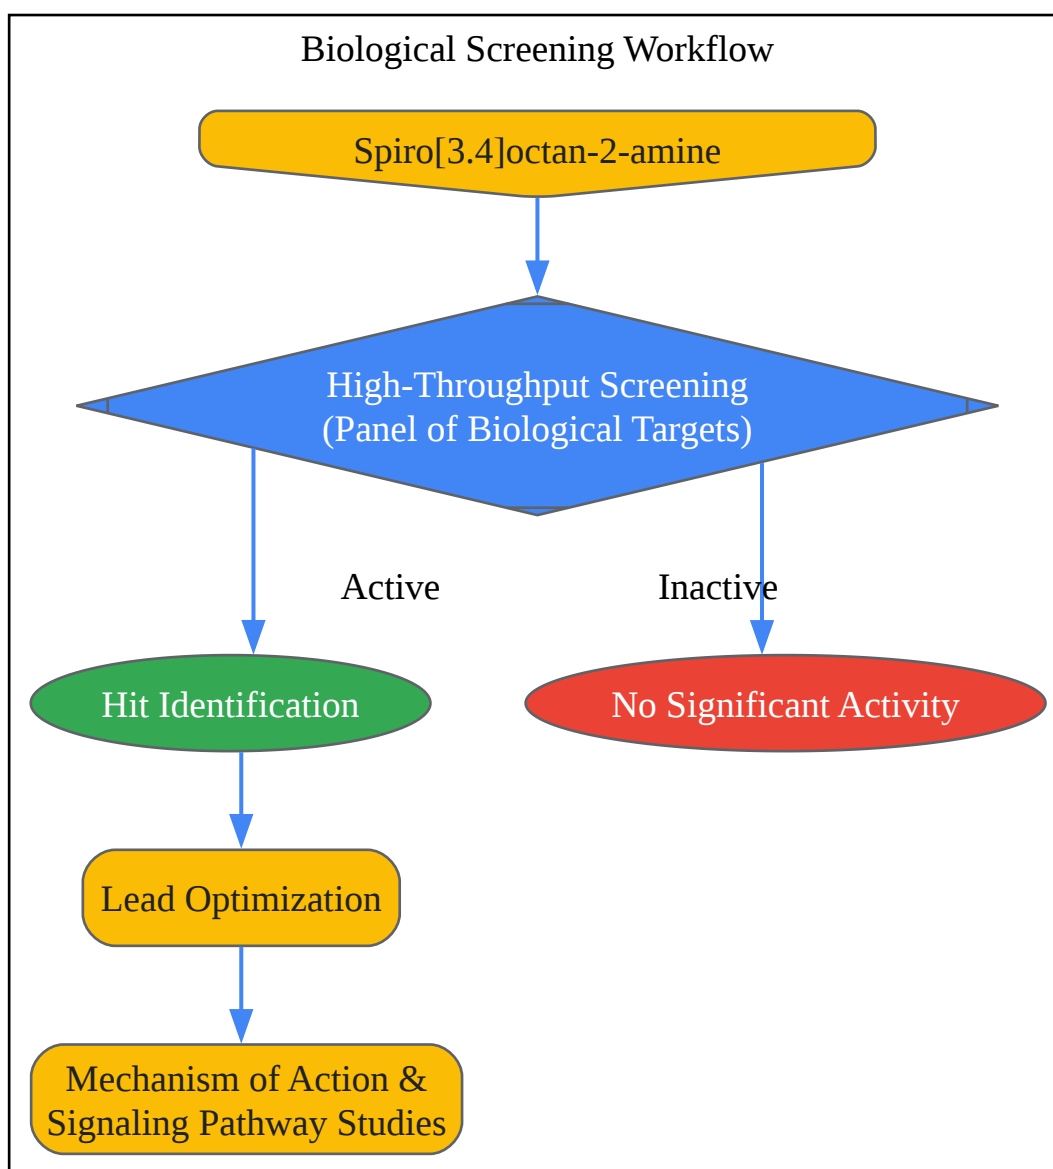 Biological Screening Workflow
Spiro[3.4]octan-2-amine
High-Throughput Screening
(Panel of Biological Targets)
Active
Inactive
Hit Identification
No Significant Activity
Lead Optimization
Mechanism of Action &
Signaling Pathway Studies